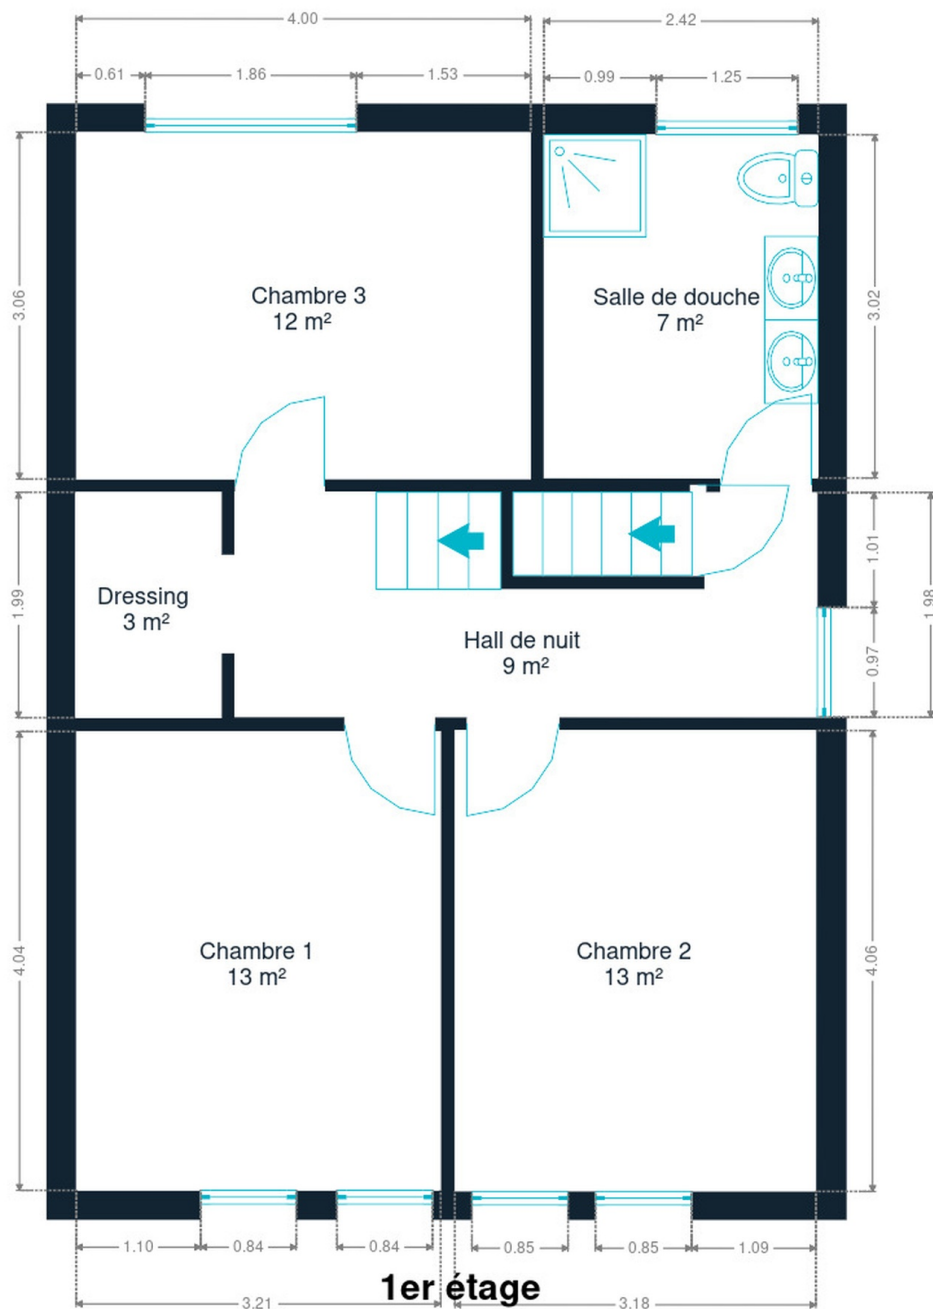 4.00
2.42
0.61
1.86
1.53
0.99
1.25
3.06
3.02
Chambre 3
12 m²
Salle de douche
7 m²
1.99
1.01
1.98
0.97
Dressing
3 m²
Hall de nuit
9 m²
4.04
4.06
Chambre 1
13 m²
Chambre 2
13 m²
1.10
0.84
0.84
0.85
0.85
1.09
1er étage
3.21
3.18